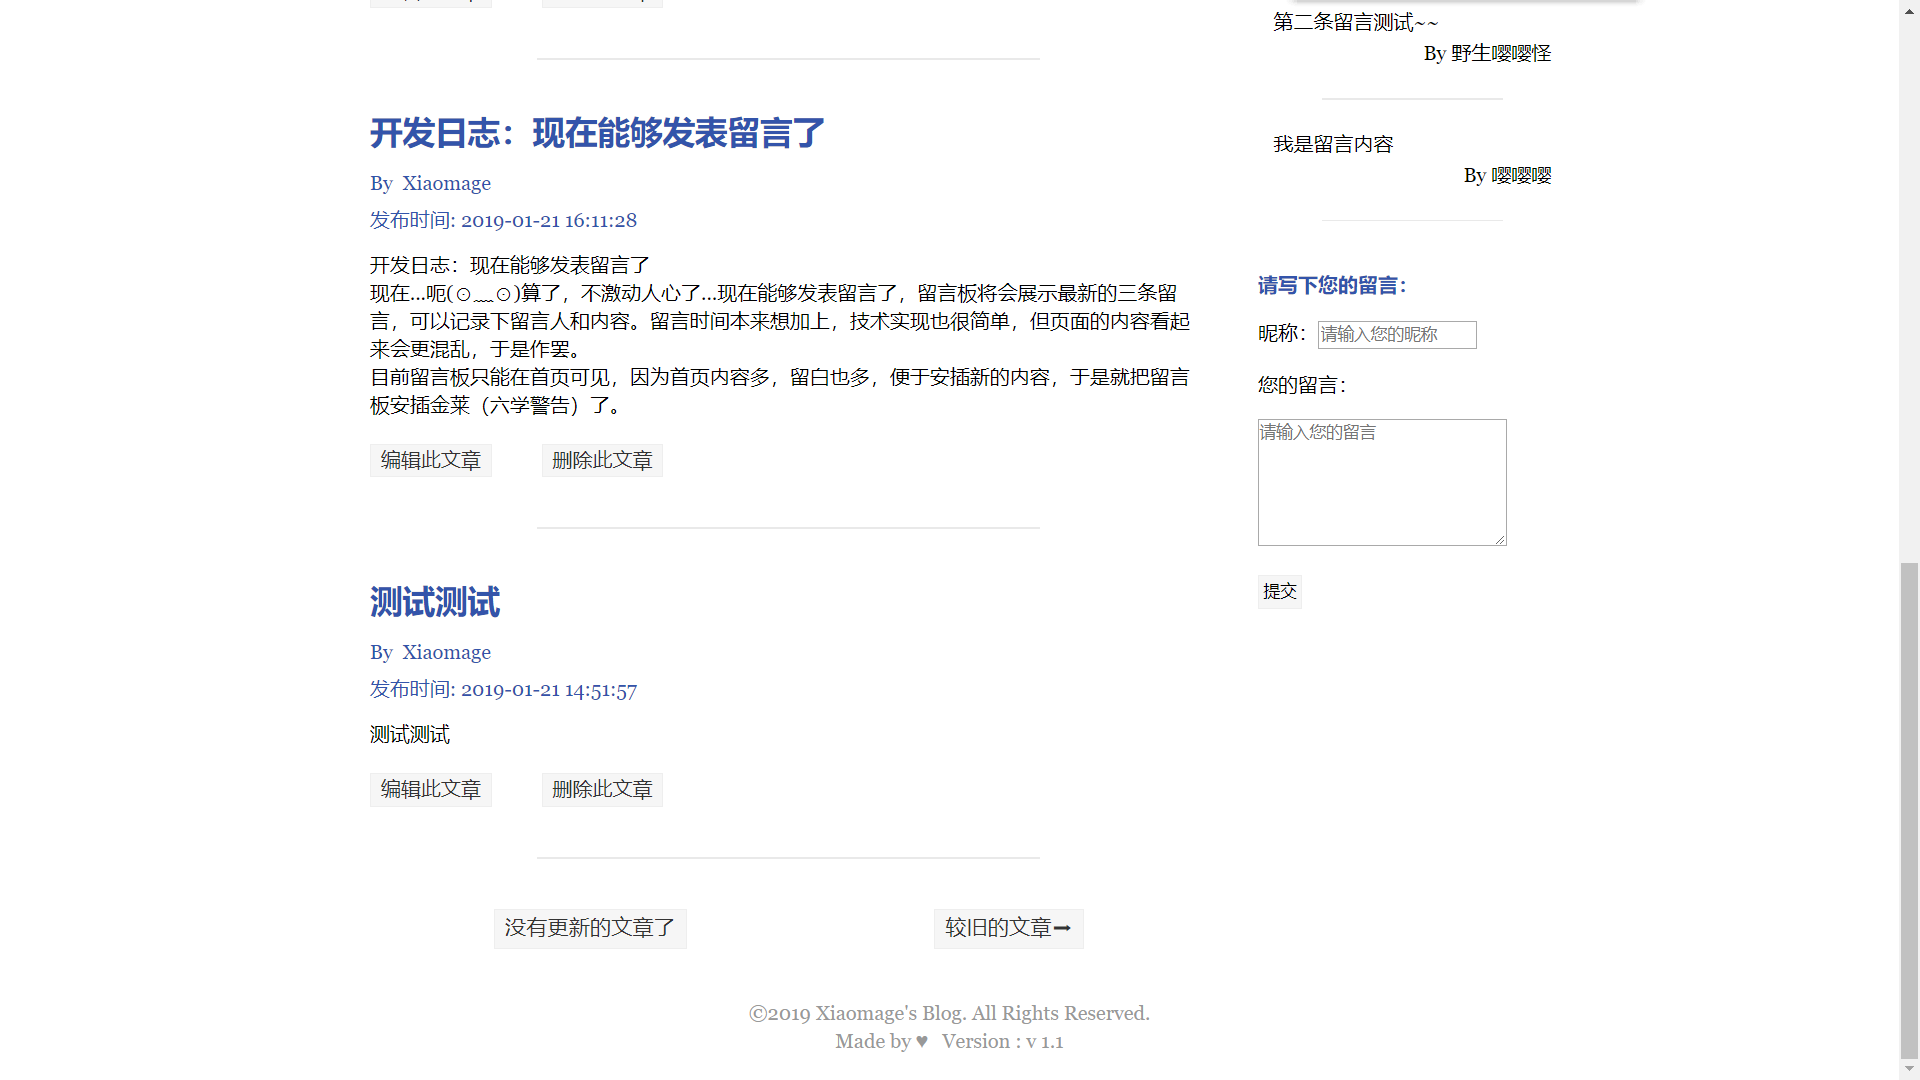 开发日志：现在能够发表留言了
By Xiaomage
发布时间: 2019-01-21 16:11:28
开发日志：现在能够发表留言了
现在...呃(⊙﹏⊙)算了，不激动人心了...现在能够发表留言了，留言板将会展示最新的三条留
言，可以记录下留言人和内容。留言时间本来想加上，技术实现也很简单，但页面的内容看起
来会更混乱，于是作罢。
目前留言板只能在首页可见，因为首页内容多，留白也多，便于安插新的内容，于是就把留言
板安插金莱（六学警告）了。
编辑此文章 删除此文章
测试测试
By Xiaomage
发布时间: 2019-01-21 14:51:57
测试测试
编辑此文章 删除此文章
没有更新的文章了 较旧的文章➞
第二条留言测试~~
By 野生嘤嘤怪
我是留言内容
By 嘤嘤嘤
请写下您的留言：
昵称：请输入您的昵称
您的留言：
请输入您的留言
提交
©2019 Xiaomage's Blog. All Rights Reserved.
Made by ♥ Version : v 1.1